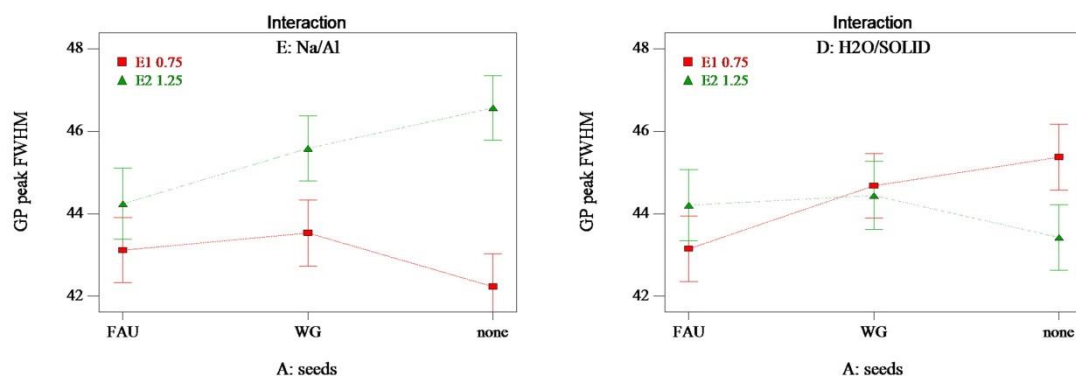 Interaction
E: Na/Al
E1 0.75
E2 1.25
48
46
44
42
GP peak FWHM
FAU
WG
none
A: seeds
Interaction
D: H2O/SOLID
E1 0.75
E2 1.25
48
46
44
42
GP peak FWHM
FAU
WG
none
A: seeds